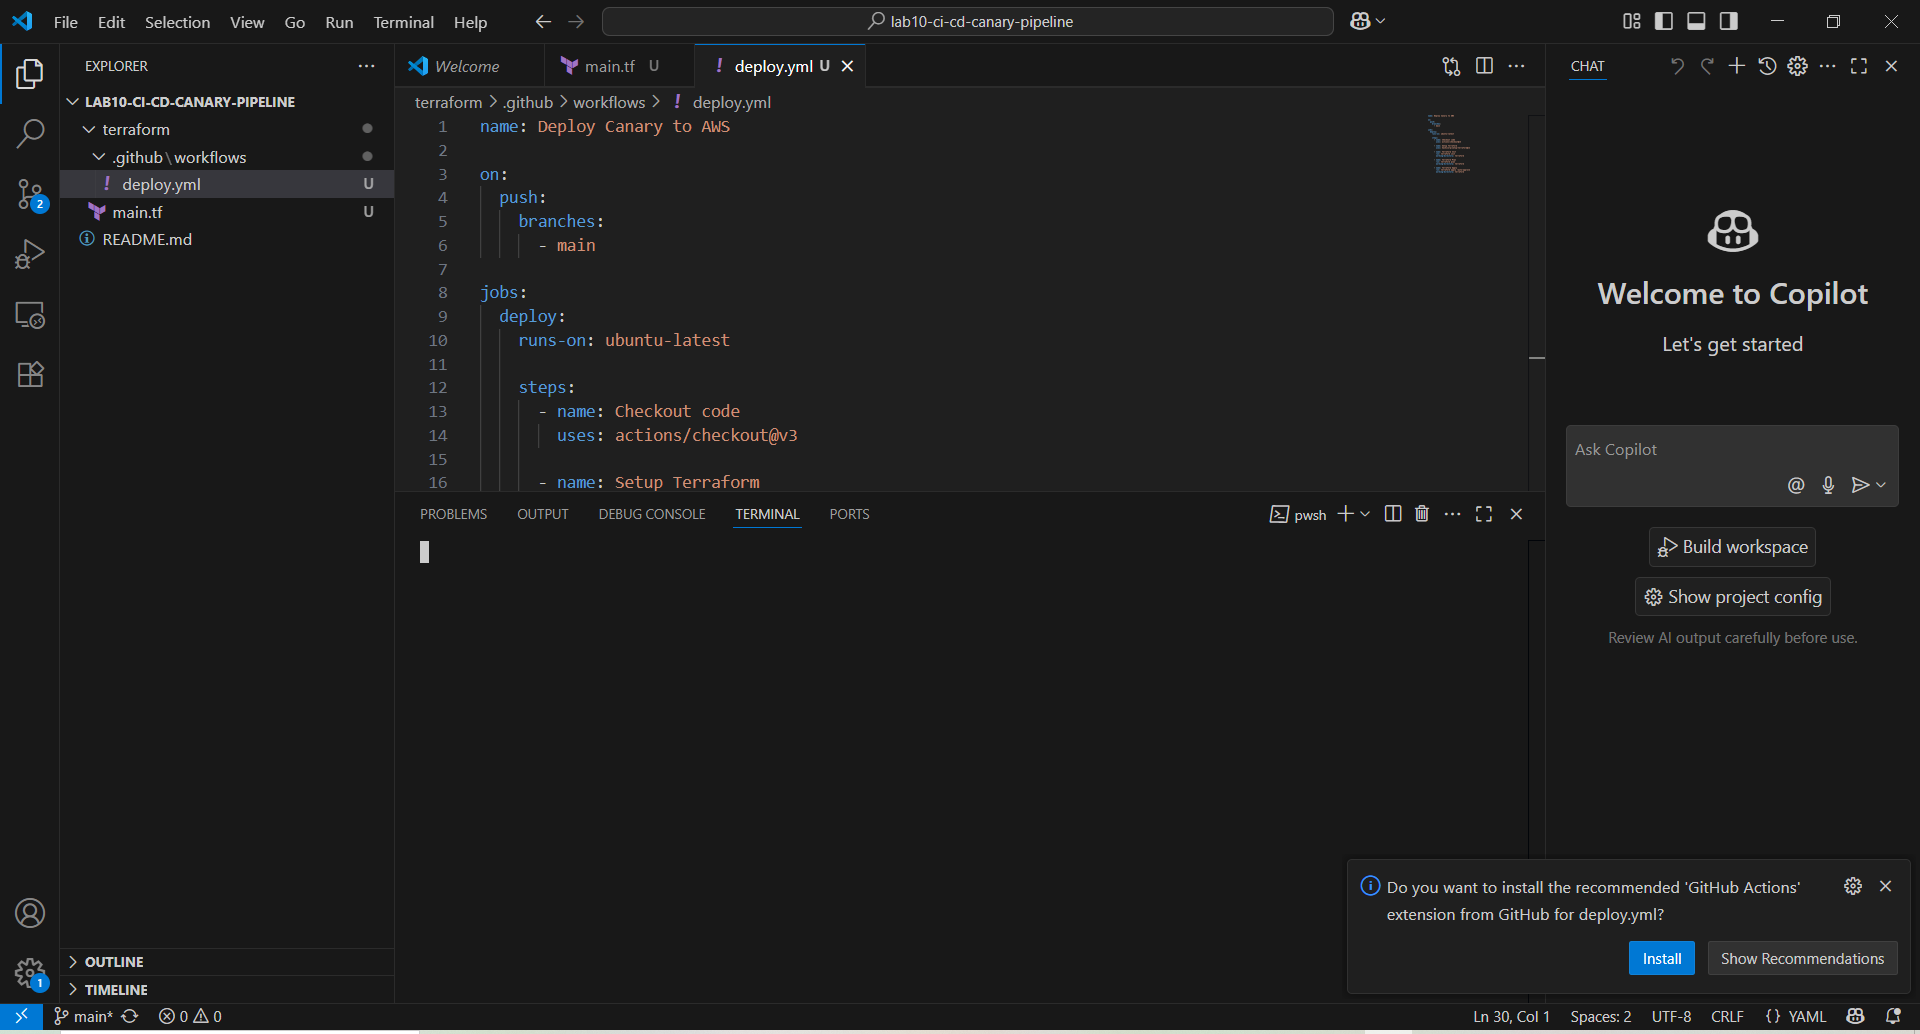 File Edit Selection View Go Run Terminal Help
lab10-ci-cd-canary-pipeline
EXPLORER
LAB10-CI-CD-CANARY-PIPELINE
terraform
.github\workflows
deploy.yml U
main.tf U
README.md
OUTLINE
TIMELINE
2
1
Welcome
main.tf U
deploy.yml U
terraform > .github > workflows > deploy.yml
1 name: Deploy Canary to AWS
2
3 on:
4 push:
5 branches:
6 - main
7
8 jobs:
9 deploy:
10 runs-on: ubuntu-latest
11
12 steps:
13 - name: Checkout code
14 uses: actions/checkout@v3
15
16 - name: Setup Terraform
PROBLEMS OUTPUT DEBUG CONSOLE TERMINAL PORTS
pwsh
CHAT
Welcome to Copilot
Let's get started
Ask Copilot
Build workspace
Show project config
Review AI output carefully before use.
Do you want to install the recommended 'GitHub Actions'
extension from GitHub for deploy.yml?
Install Show Recommendations
main* 0 0
Ln 30, Col 1 Spaces: 2 UTF-8 CRLF {} YAML